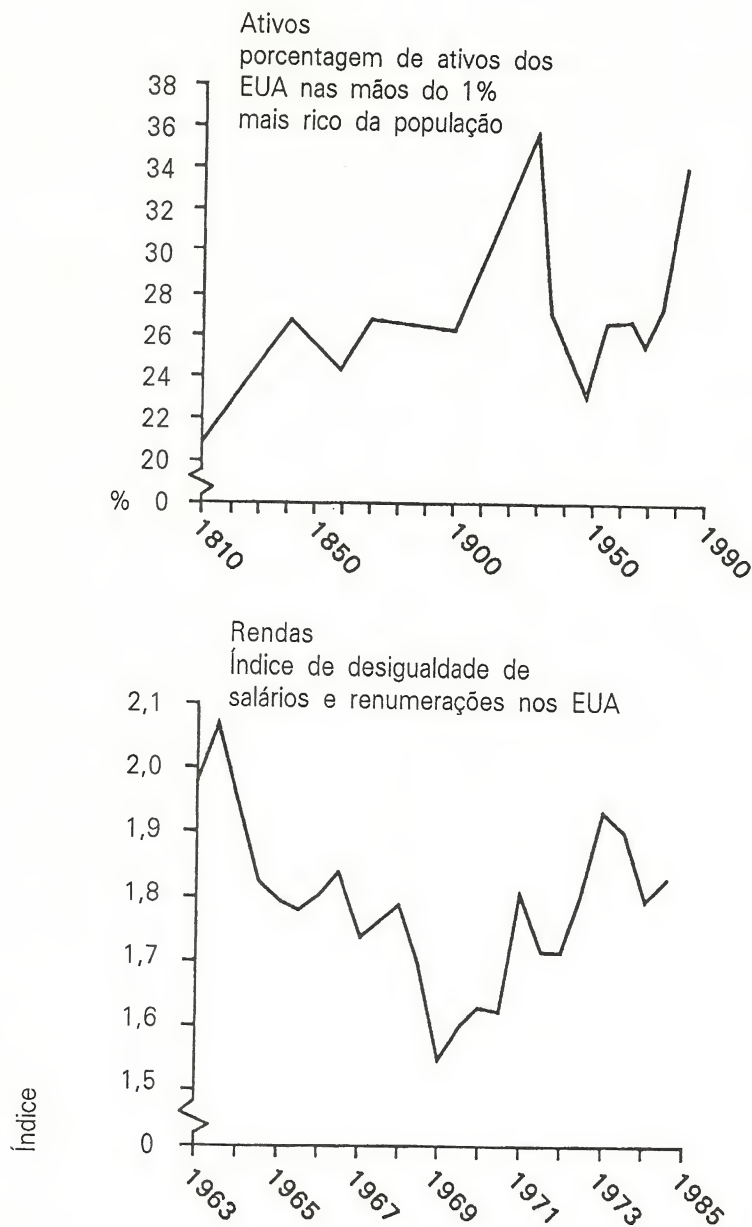 Ativos
porcentagem de ativos dos
EUA nas mãos do 1%
mais rico da população
38
36
34
32
30
28
26
24
22
20
% 0
1810 1850 1900 1950 1990
Rendas
Índice de desigualdade de
salários e renumerações nos EUA
2,1
2,0
1,9
1,8
1,7
1,6
1,5
0
Índice
1963 1965 1967 1969 1971 1973 1985